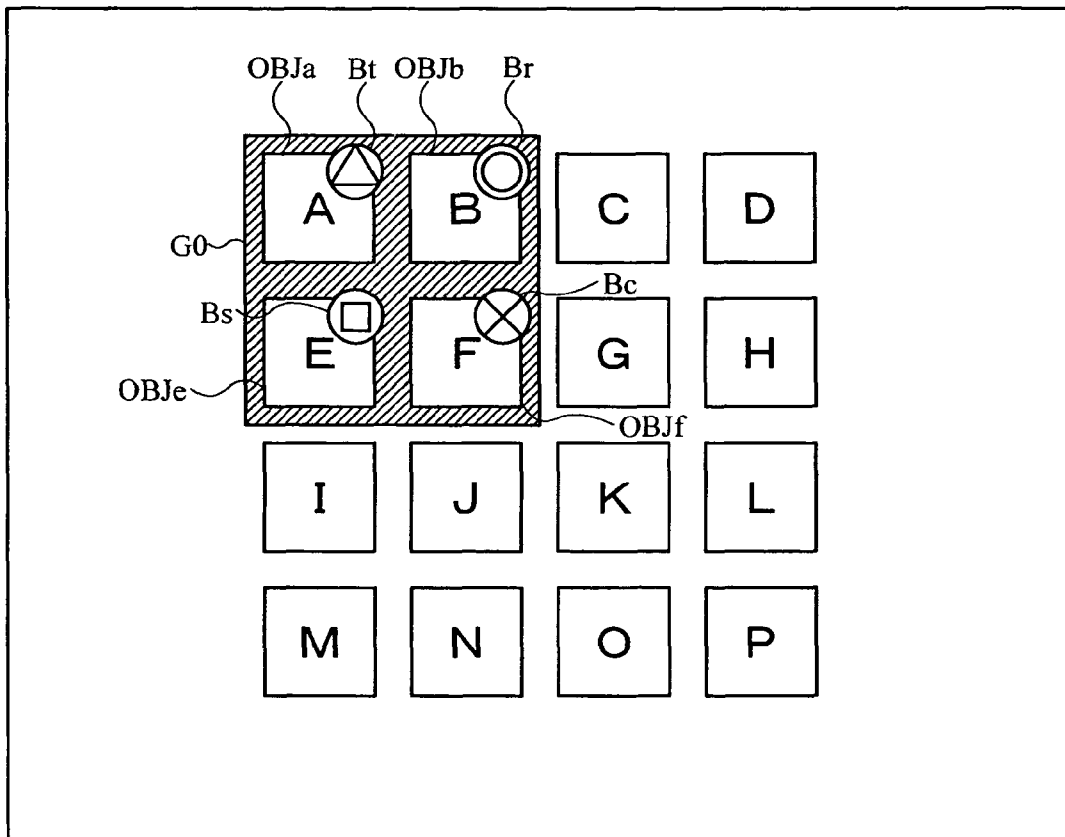 OBJa Bt OBJb Br
A B C D
G0
Bs Bc
E F G H
OBJe
OBJf
I J K L
M N O P